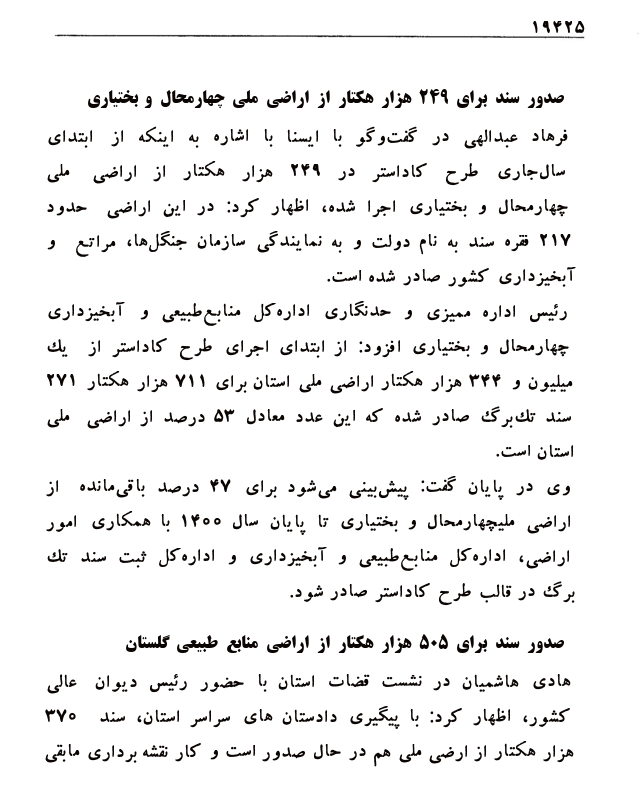 ۱۹۴۲۵
صدور سند برای ۲۴۹ هزار هکتار از اراضی ملی چهارمحال و بختیاری
فرهاد عبدالهی در گفت‌وگو با ایسنا با اشاره به اینکه از ابتدای
سال‌جاری طرح کاداستر در ۲۴۹ هزار هکتار از اراضی ملی
چهارمحال و بختیاری اجرا شده، اظهار کرد: در این اراضی حدود
۲۱۷ فقره سند به نام دولت و به نمایندگی سازمان جنگل‌ها، مراتع و
آبخیزداری کشور صادر شده است.
رئیس اداره ممیزی و حدنگاری اداره‌کل منابع‌طبیعی و آبخیزداری
چهارمحال و بختیاری افزود: از ابتدای اجرای طرح کاداستر از یک
میلیون و ۳۴۴ هزار هکتار اراضی ملی استان برای ۷۱۱ هزار هکتار ۲۷۱
سند تک‌برگ صادر شده که این عدد معادل ۵۳ درصد از اراضی ملی
استان است.
وی در پایان گفت: پیش‌بینی می‌شود برای ۴۷ درصد باقی‌مانده از
اراضی ملیچهارمحال و بختیاری تا پایان سال ۱۴۰۰ با همکاری امور
اراضی، اداره‌کل منابع‌طبیعی و آبخیزداری و اداره‌کل ثبت سند تک
برگ در قالب طرح کاداستر صادر شود.
صدور سند برای ۵۰۵ هزار هکتار از اراضی منابع طبیعی گلستان
هادی هاشمیان در نشست قضات استان با حضور رئیس دیوان عالی
کشور، اظهار کرد: با پیگیری دادستان های سراسر استان، سند ۳۷۰
هزار هکتار از ارضی ملی هم در حال صدور است و کار نقشه برداری مابقی